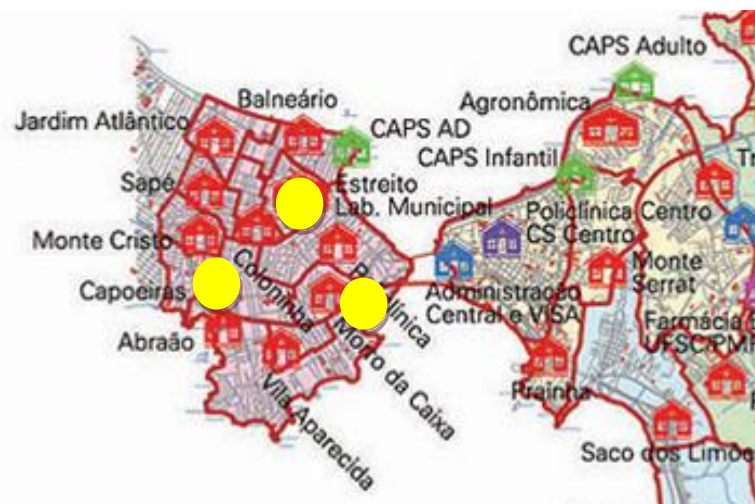 CAPS Adulto
Balneário
Agronômica
Jardim Atlântico
CAPS AD
CAPS Infantil
Sapé
Estreito
Lab. Municipal
Policlínica Centro
CS Centro
Monte Cristo
Coloninha
Monte
Serrat
Capoeiras
Administração
Central e VISA
Farmácia
UFSC/PMF
Abraão
Morro da Caixa
Vila Aparecida
Prainha
Saco dos Limões